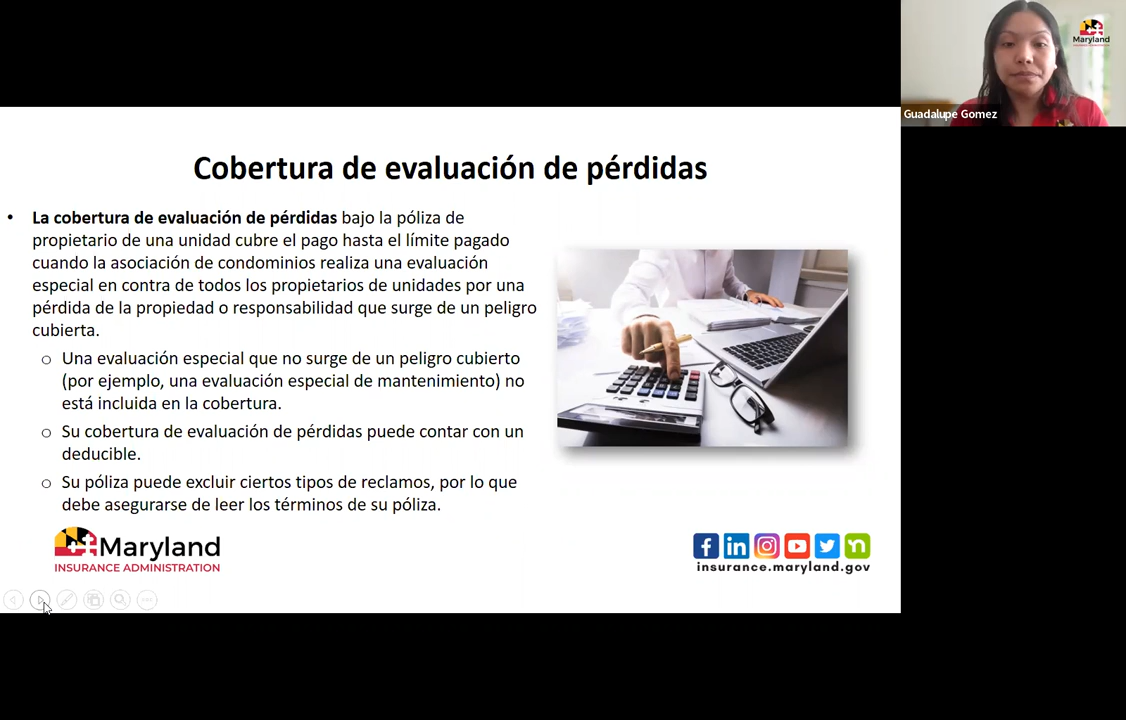 Maryland
INSURANCE ADMINISTRATION
Guadalupe Gomez
Cobertura de evaluación de pérdidas
• La cobertura de evaluación de pérdidas bajo la póliza de
propietario de una unidad cubre el pago hasta el límite pagado
cuando la asociación de condominios realiza una evaluación
especial en contra de todos los propietarios de unidades por una
pérdida de la propiedad o responsabilidad que surge de un peligro
cubierta.
o Una evaluación especial que no surge de un peligro cubierto
(por ejemplo, una evaluación especial de mantenimiento) no
está incluida en la cobertura.
o Su cobertura de evaluación de pérdidas puede contar con un
deducible.
o Su póliza puede excluir ciertos tipos de reclamos, por lo que
debe asegurarse de leer los términos de su póliza.
Maryland
INSURANCE ADMINISTRATION
insurance.maryland.gov